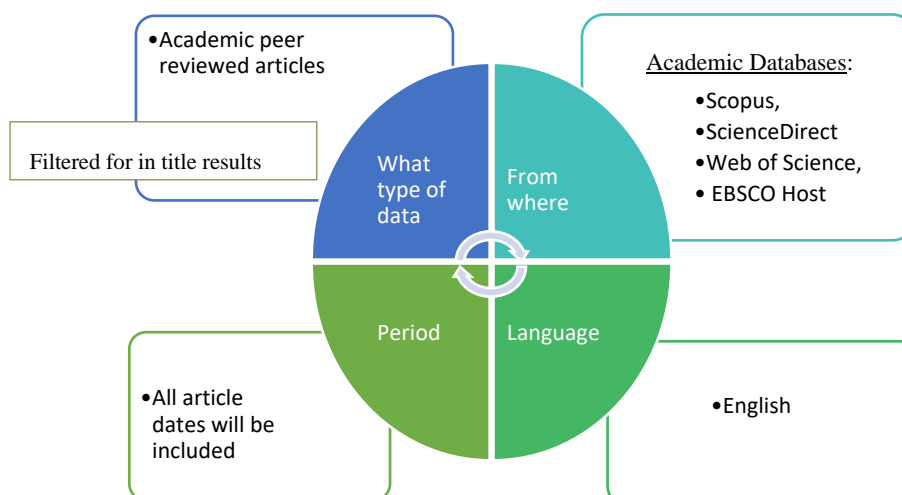 •Academic peer
reviewed articles
Filtered for in title results
What
type of
data
From
where
Academic Databases:
•Scopus,
•ScienceDirect
•Web of Science,
• EBSCO Host
Period
Language
•All article
dates will be
included
•English